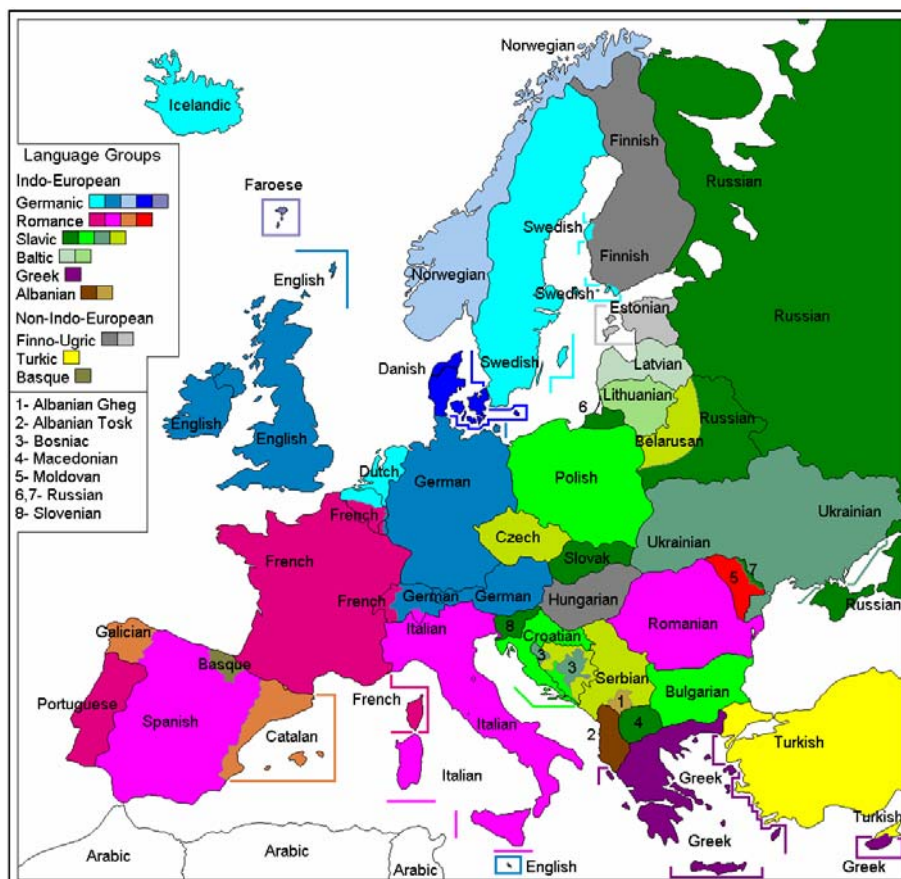 Norwegian
Icelandic
Language Groups
Indo-European
Germanic
Romance
Slavic
Baltic
Greek
Albanian
Non-Indo-European
Finno-Ugric
Turkic
Basque
1- Albanian Gheg
2- Albanian Tosk
3- Bosniac
4- Macedonian
5- Moldovan
6,7- Russian
8- Slovenian
Finnish
Russian
Faroese
Swedish
Finnish
Norwegian
English
Swedish
Estonian
Russian
Danish
Swedish
Latvian
Lithuanian
6
English
English
Belarusan
Russian
Dutch
German
Polish
French
Czech
Ukrainian
Ukrainian
French
Slovak
5
7
French
German
German
Hungarian
Russian
Italian
Romanian
Galician
8
Croatian
Basque
3
3
Serbian
Portuguese
Spanish
French
1
Bulgarian
Catalan
Italian
2
4
Turkish
Italian
Greek
Turkish
Arabic
Arabic
Arabic
English
Greek
Greek